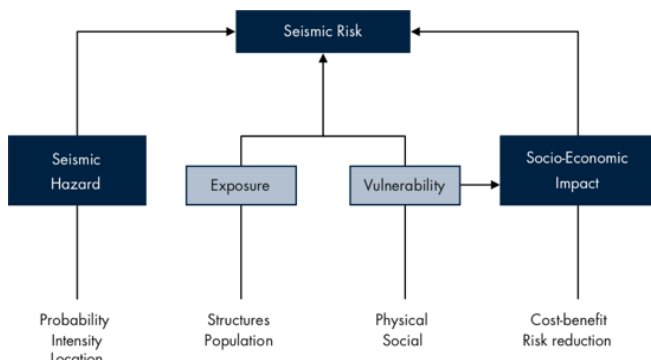 Seismic Risk
Seismic
Hazard
Exposure
Vulnerability
Socio-Economic
Impact
Probability
Intensity
Location
Structures
Population
Physical
Social
Cost-benefit
Risk reduction